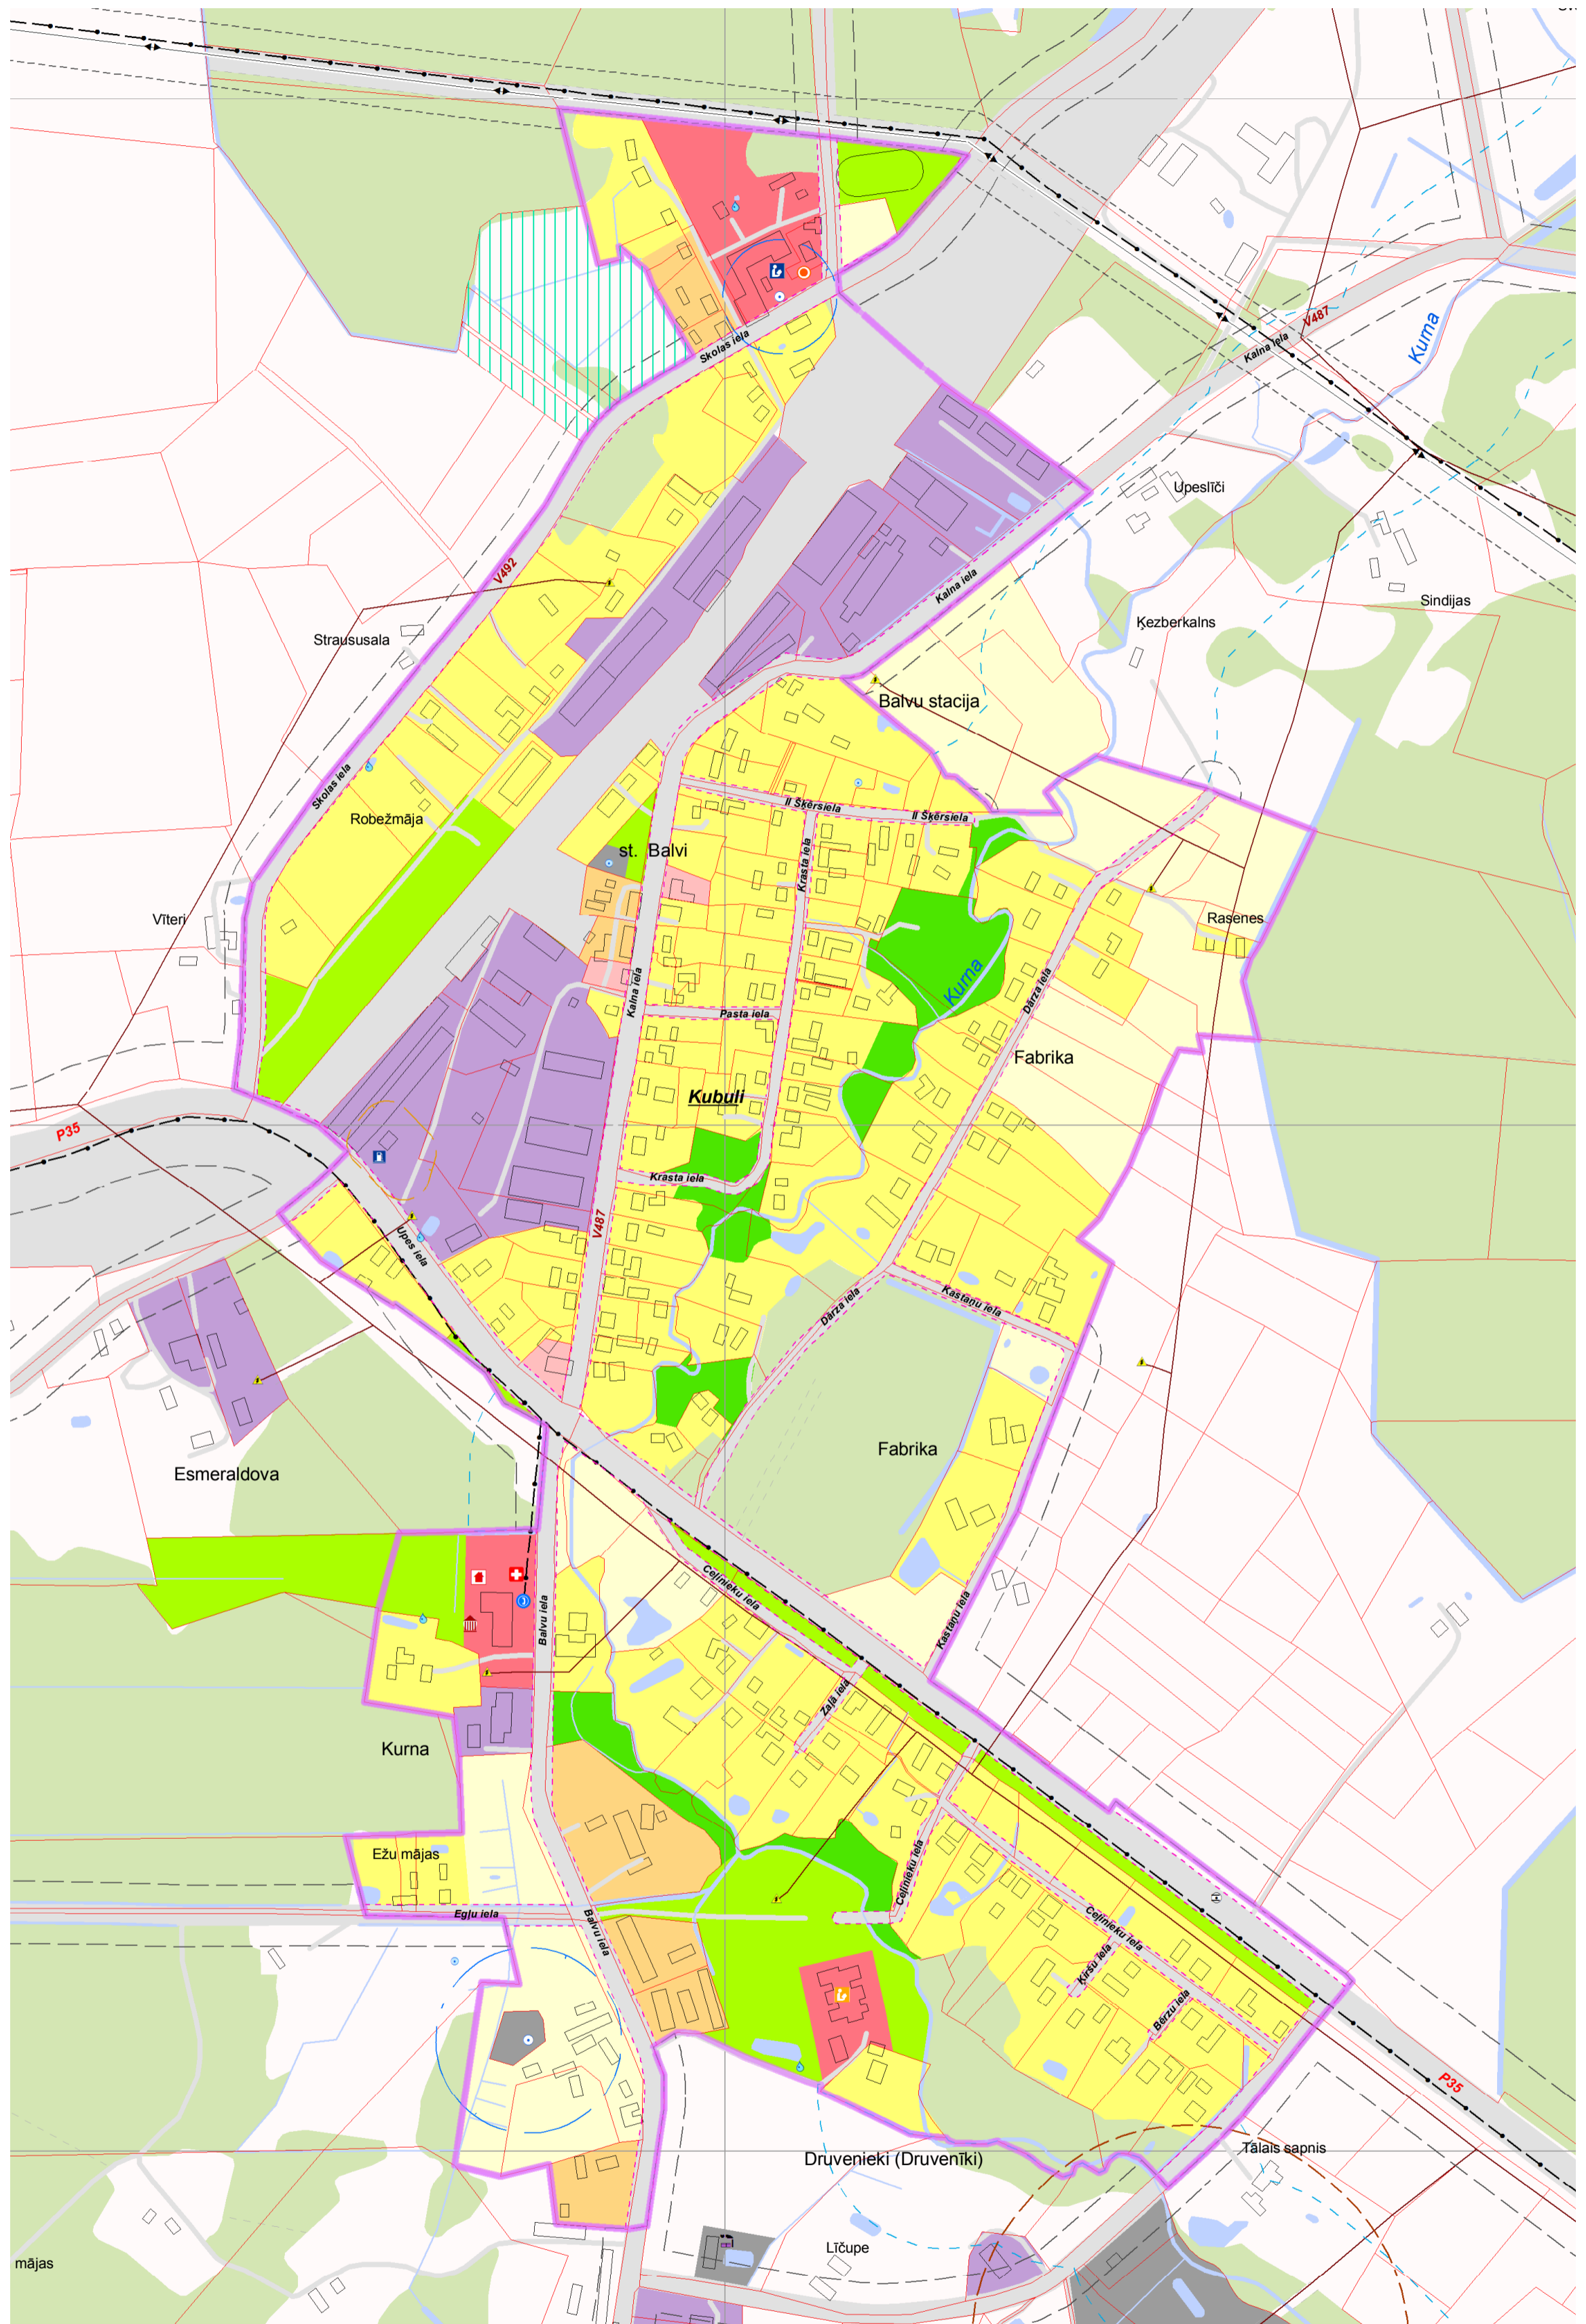 Kurna
V487
Kalna iela
Skolas iela
Upeslīči
V492
Kalna iela
Sindijas
Ķezberkalns
Straususala
Balvu stacija
Skolas iela
II Šķērsiela
II Šķērsiela
Robežmāja
st. Balvi
Krasta iela
Vīteri
Rasenes
Kurna
Dārza iela
Kalna iela
Pasta iela
Fabrika
Kubuli
P35
Krasta iela
V487
Upes iela
Kastaņu iela
Dārza iela
Fabrika
Esmeraldova
Ceļinieku iela
Balvu iela
Kastaņu iela
Zaļā iela
Kurna
Ežu mājas
Ceļinieku iela
Egļu iela
Balvu iela
Ceļinieku iela
Ķiršu iela
Bērzu iela
P35
Tālais sapnis
Druvenieki (Druvenīki)
Līčupe
mājas